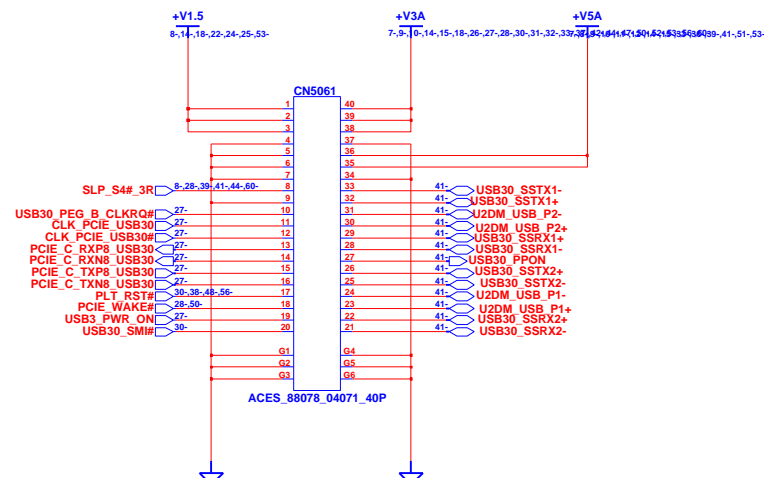 +V1.5
8-,14-,18-,22-,24-,25-,53-
+V3A
+V5A
CN5061
1 40
2 39
3 38
4 37
5 36
6 35
7 34
SLP_S4#_3R 8-,28-,39-,41-,44-,60- 8 33 41- USB30_SSTX1-
9 32 41- USB30_SSTX1+
USB30_PEG_B_CLKRQ# 27- 10 31 41- U2DM_USB_P2-
CLK_PCIE_USB30 27- 11 30 41- U2DM_USB_P2+
CLK_PCIE_USB30# 27- 12 29 41- USB30_SSRX1+
PCIE_C_RXP8_USB30 27- 13 28 41- USB30_SSRX1-
PCIE_C_RXN8_USB30 27- 14 27 41- USB30_PPON
PCIE_C_TXP8_USB30 27- 15 26 41- USB30_SSTX2+
PCIE_C_TXN8_USB30 27- 16 25 41- USB30_SSTX2-
PLT_RST# 30-,38-,48-,56- 17 24 41- U2DM_USB_P1-
PCIE_WAKE# 28-,50- 18 23 41- U2DM_USB_P1+
USB3_PWR_ON 27- 19 22 41- USB30_SSRX2+
USB30_SMI# 30- 20 21 41- USB30_SSRX2-
G1 G4
G2 G5
G3 G6
ACES_88078_04071_40P